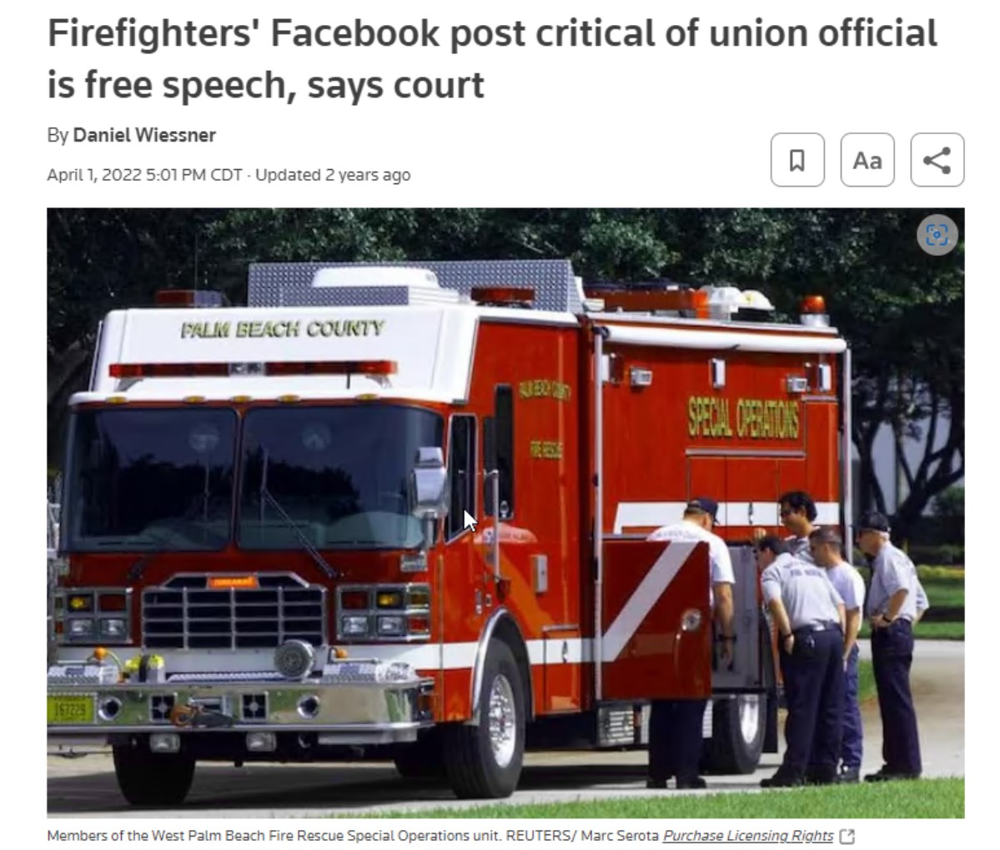 Firefighters' Facebook post critical of union official
is free speech, says court
By Daniel Wiessner
April 1, 2022 5:01 PM CDT · Updated 2 years ago
Aa
PALM BEACH COUNTY
PALM BEACH COUNTY
FIRE RESCUE
SPECIAL OPERATIONS
167229
Members of the West Palm Beach Fire Rescue Special Operations unit. REUTERS/ Marc Serota Purchase Licensing Rights